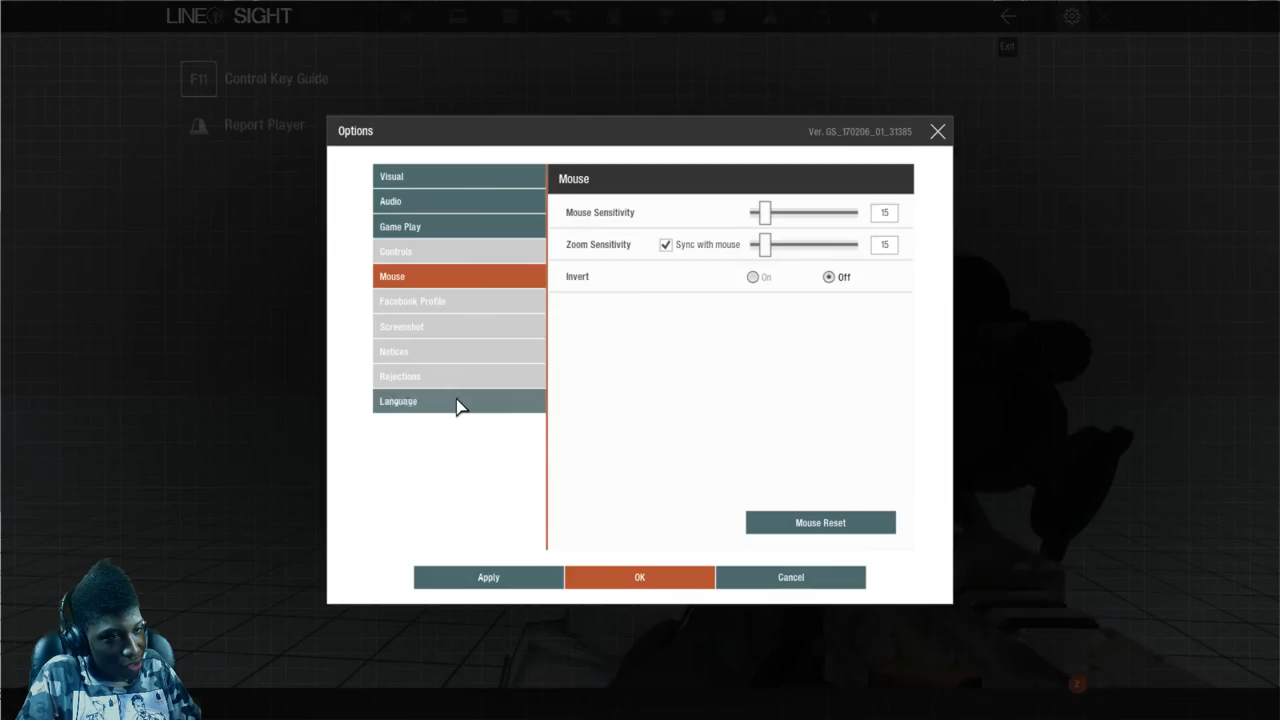 LINE OF SIGHT
Exit
F11 Control Key Guide
Report Player
Options
Ver. GS_170206_01_31385
Visual
Audio
Game Play
Controls
Mouse
Facebook Profile
Screenshot
Notices
Rejections
Language
Mouse
Mouse Sensitivity 15
Zoom Sensitivity Sync with mouse 15
Invert On Off
Mouse Reset
Apply OK Cancel
2